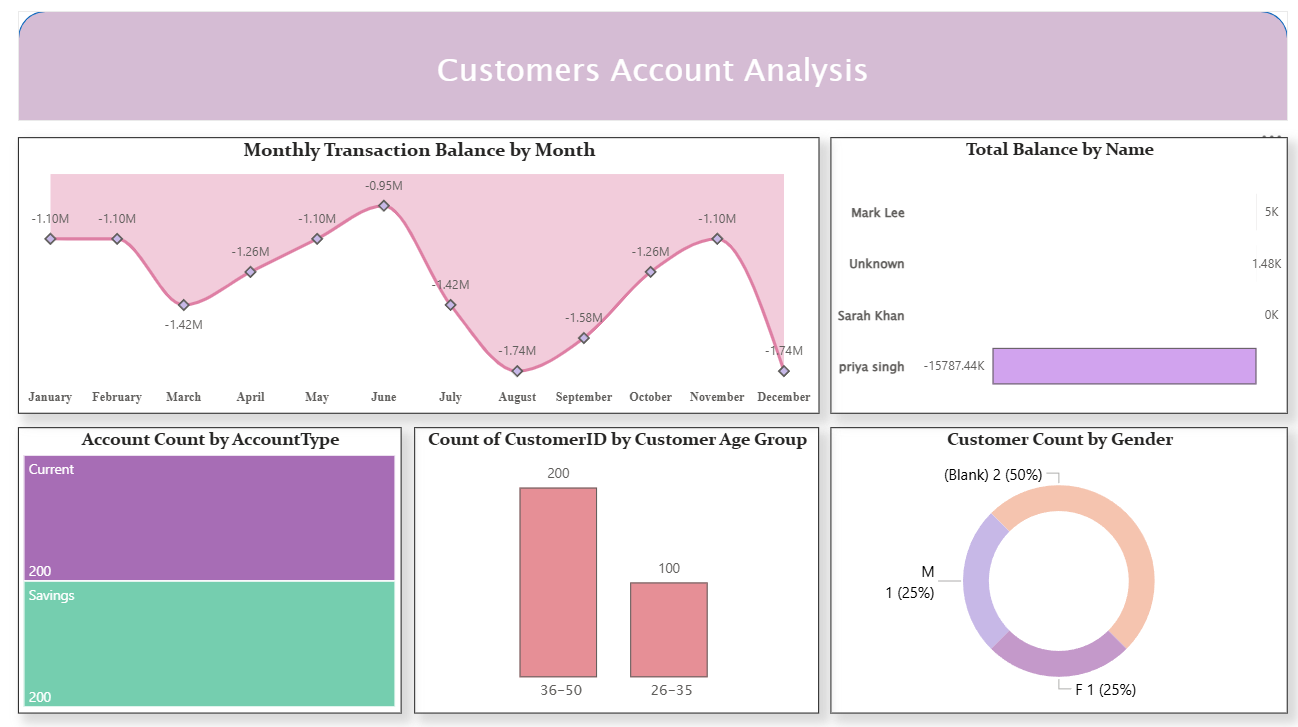 Customers Account Analysis
Monthly Transaction Balance by Month
-1.10M
-1.10M
-1.42M
-1.26M
-1.10M
-0.95M
-1.42M
-1.74M
-1.58M
-1.26M
-1.10M
-1.74M
January February March April May June July August September October November December
Total Balance by Name
Mark Lee 5K
Unknown 1.48K
Sarah Khan 0K
priya singh -15787.44K
Account Count by AccountType
Current
200
Savings
200
Count of CustomerID by Customer Age Group
200
100
36-50 26-35
Customer Count by Gender
(Blank) 2 (50%)
M
1 (25%)
F 1 (25%)